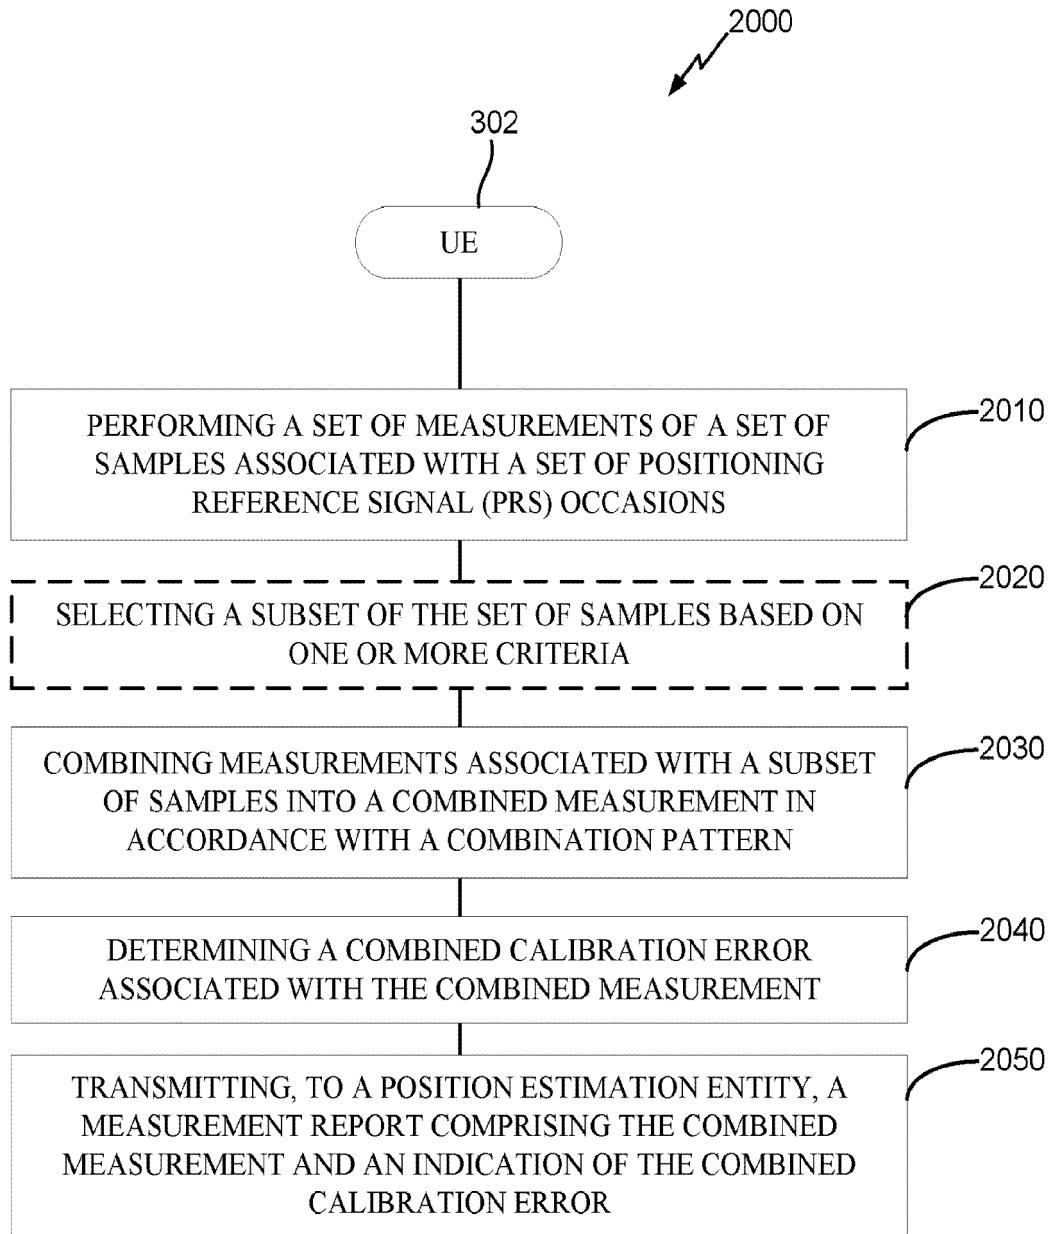 2000
302
UE
2010
PERFORMING A SET OF MEASUREMENTS OF A SET OF
SAMPLES ASSOCIATED WITH A SET OF POSITIONING
REFERENCE SIGNAL (PRS) OCCASIONS
2020
SELECTING A SUBSET OF THE SET OF SAMPLES BASED ON
ONE OR MORE CRITERIA
2030
COMBINING MEASUREMENTS ASSOCIATED WITH A SUBSET
OF SAMPLES INTO A COMBINED MEASUREMENT IN
ACCORDANCE WITH A COMBINATION PATTERN
2040
DETERMINING A COMBINED CALIBRATION ERROR
ASSOCIATED WITH THE COMBINED MEASUREMENT
2050
TRANSMITTING, TO A POSITION ESTIMATION ENTITY, A
MEASUREMENT REPORT COMPRISING THE COMBINED
MEASUREMENT AND AN INDICATION OF THE COMBINED
CALIBRATION ERROR